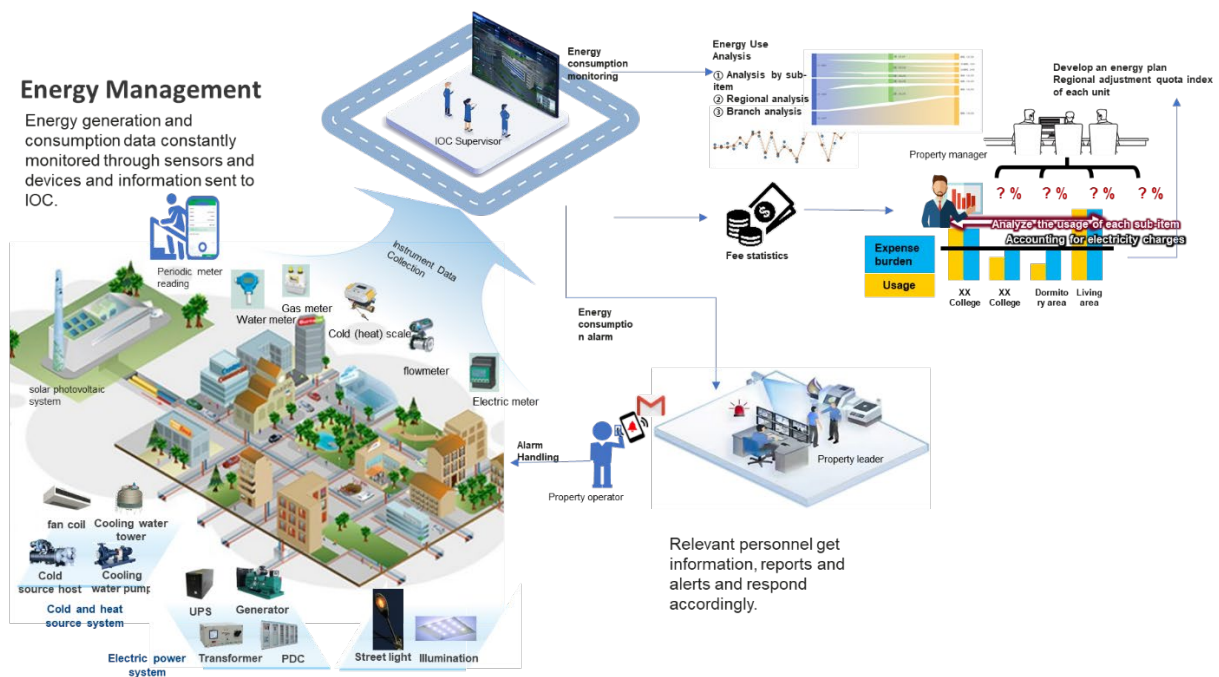 Energy Management
Energy generation and
consumption data constantly
monitored through sensors and
devices and information sent to
IOC.
IOC Supervisor
Energy
consumption
monitoring
Energy Use
Analysis
① Analysis by sub-
item
② Regional analysis
③ Branch analysis
Develop an energy plan
Regional adjustment quota index
of each unit
Property manager
? %
? %
? %
? %
Analyze the usage of each sub-item
Accounting for electricity charges
Expense
burden
Usage
XX
College
XX
College
Dormito
ry area
Living
area
Fee statistics
Periodic meter
reading
Instrument Data
Collection
Gas meter
Water meter
Cold (heat) scale
flowmeter
Electric meter
solar photovoltaic
system
Energy
consumptio
n alarm
Alarm
Handling
Property operator
Property leader
Relevant personnel get
information, reports and
alerts and respond
accordingly.
fan coil
Cooling water
tower
Cold
source host
Cooling
water pump
Cold and heat
source system
UPS
Generator
Transformer
PDC
Electric power
system
Street light
Illumination